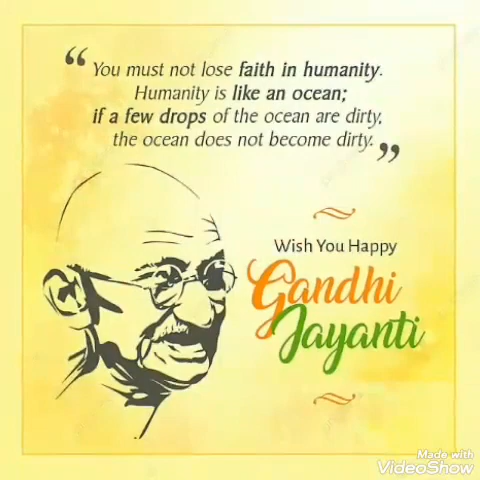 “ You must not lose faith in humanity.
Humanity is like an ocean;
if a few drops of the ocean are dirty,
the ocean does not become dirty. ”
Wish You Happy
Gandhi
Jayanti
Made with
VideoShow